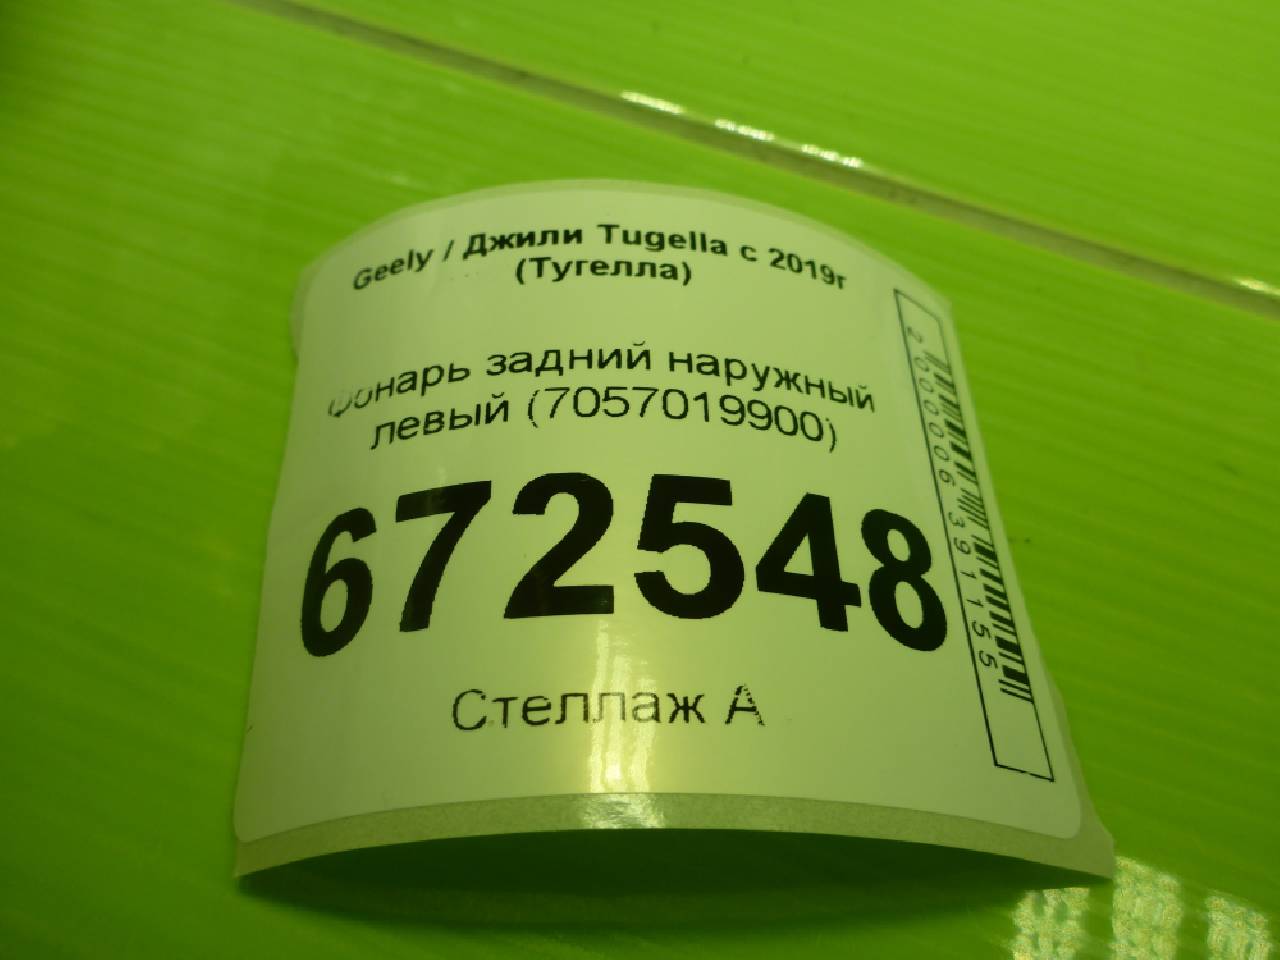 Geely / Джили Tugella с 2019г
(Тугелла)
Фонарь задний наружный
левый (7057019900)
672548
Стеллаж А
2000006391155